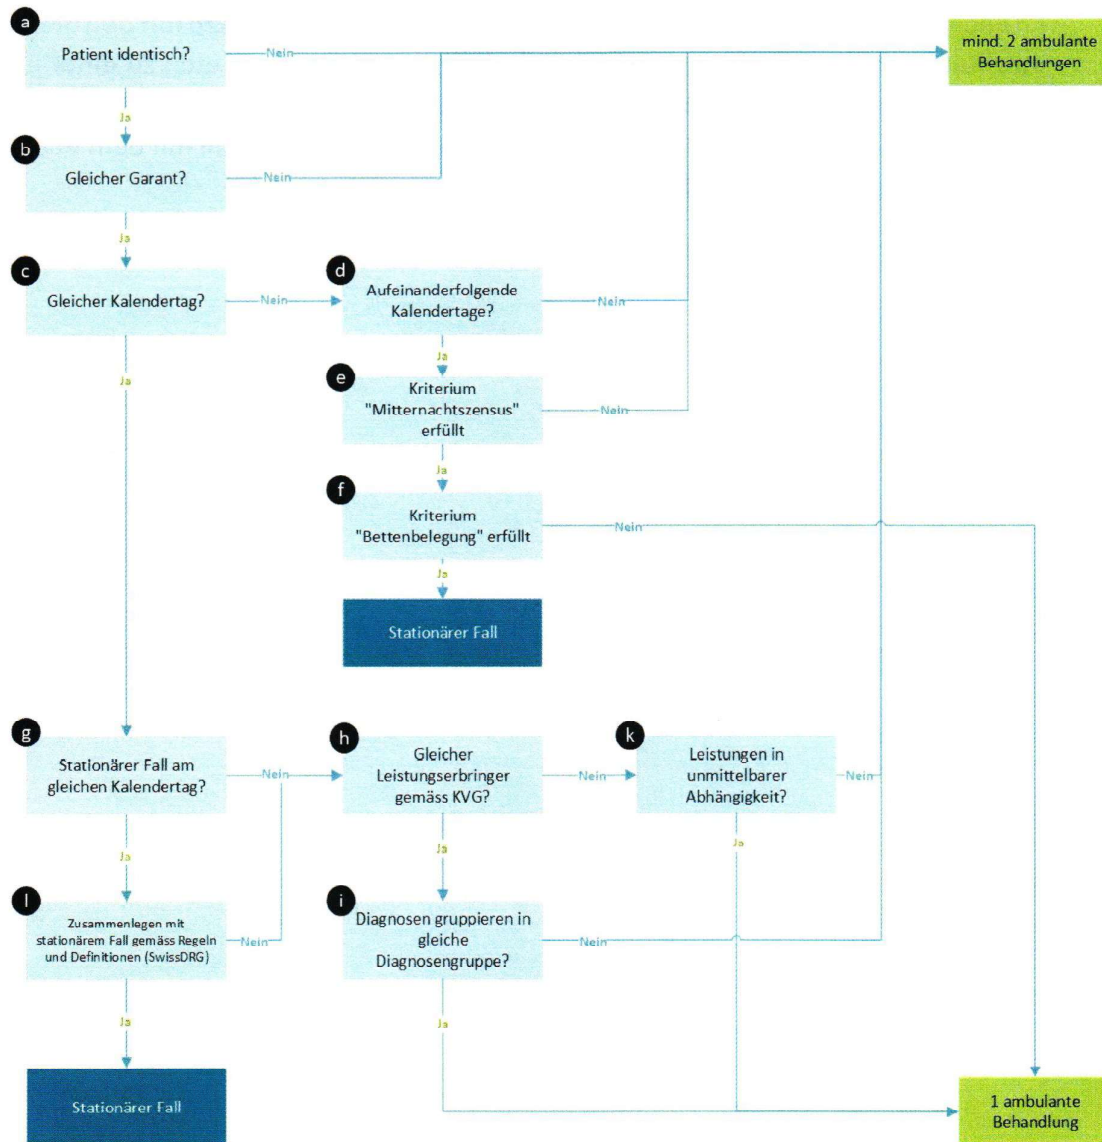 a
Patient identisch?
Nein
mind. 2 ambulante
Behandlungen
Ja
b
Gleicher Garant?
Nein
Ja
c
Gleicher Kalendertag?
Nein
d
Aufeinanderfolgende
Kalendertage?
Nein
Ja
Ja
e
Kriterium
"Mitternachtszensus"
erfüllt
Nein
Ja
f
Kriterium
"Bettenbelegung" erfüllt
Nein
Ja
Stationärer Fall
g
Stationärer Fall am
gleichen Kalendertag?
Nein
h
Gleicher
Leistungserbringer
gemäss KVG?
Nein
k
Leistungen in
unmittelbarer
Abhängigkeit?
Nein
Ja
Ja
Ja
l
Zusammenlegen mit
stationärem Fall gemäss Regeln
und Definitionen (SwissDRG)
Nein
i
Diagnosen gruppieren in
gleiche
Diagnosengruppe?
Nein
Ja
Ja
Stationärer Fall
1 ambulante
Behandlung